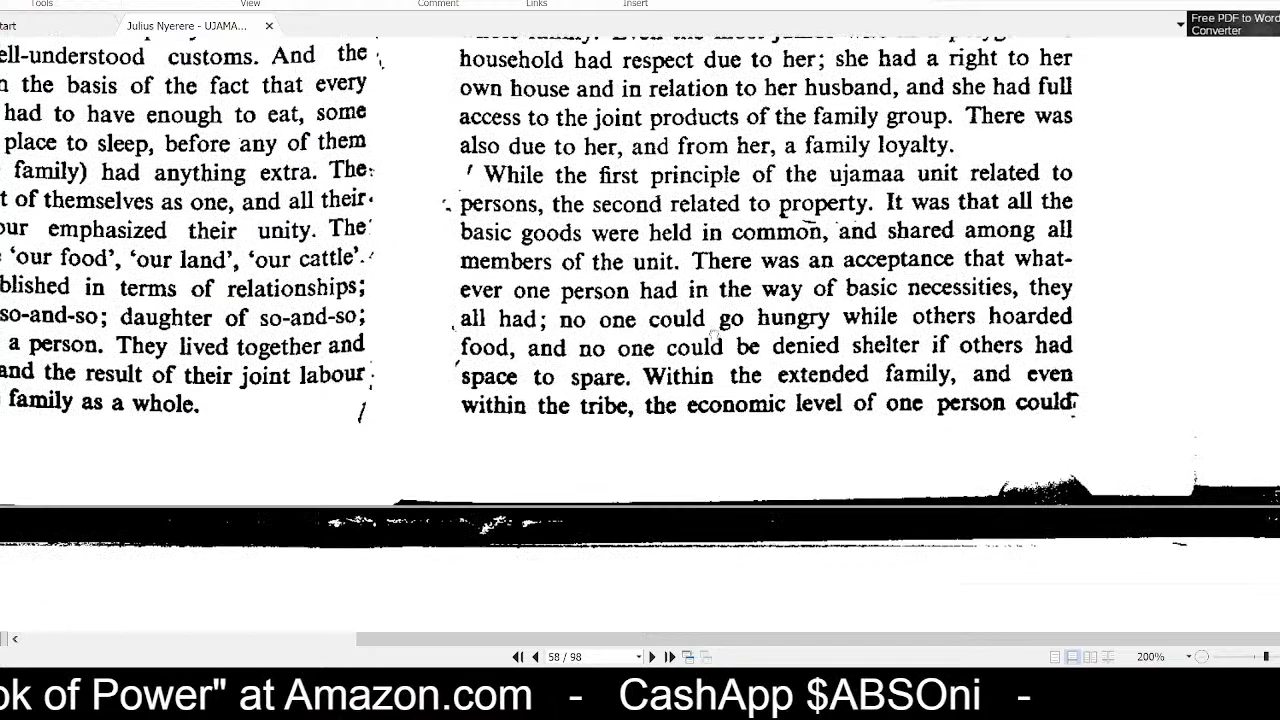 Tools View Comment Links Insert
tart Julius Nyerere - UJAMA... ×
Free PDF to Word
Converter
ell-understood customs. And the
n the basis of the fact that every
had to have enough to eat, some
place to sleep, before any of them
family) had anything extra. The
t of themselves as one, and all their
our emphasized their unity. The
‘our food’, ‘our land’, ‘our cattle’.
blished in terms of relationships;
so-and-so; daughter of so-and-so;
a person. They lived together and
and the result of their joint labour
family as a whole.
household had respect due to her; she had a right to her
own house and in relation to her husband, and she had full
access to the joint products of the family group. There was
also due to her, and from her, a family loyalty.
While the first principle of the ujamaa unit related to
persons, the second related to property. It was that all the
basic goods were held in common, and shared among all
members of the unit. There was an acceptance that what-
ever one person had in the way of basic necessities, they
all had; no one could go hungry while others hoarded
food, and no one could be denied shelter if others had
space to spare. Within the extended family, and even
within the tribe, the economic level of one person could
58 / 98
200%
ok of Power" at Amazon.com - CashApp $ABSOni -